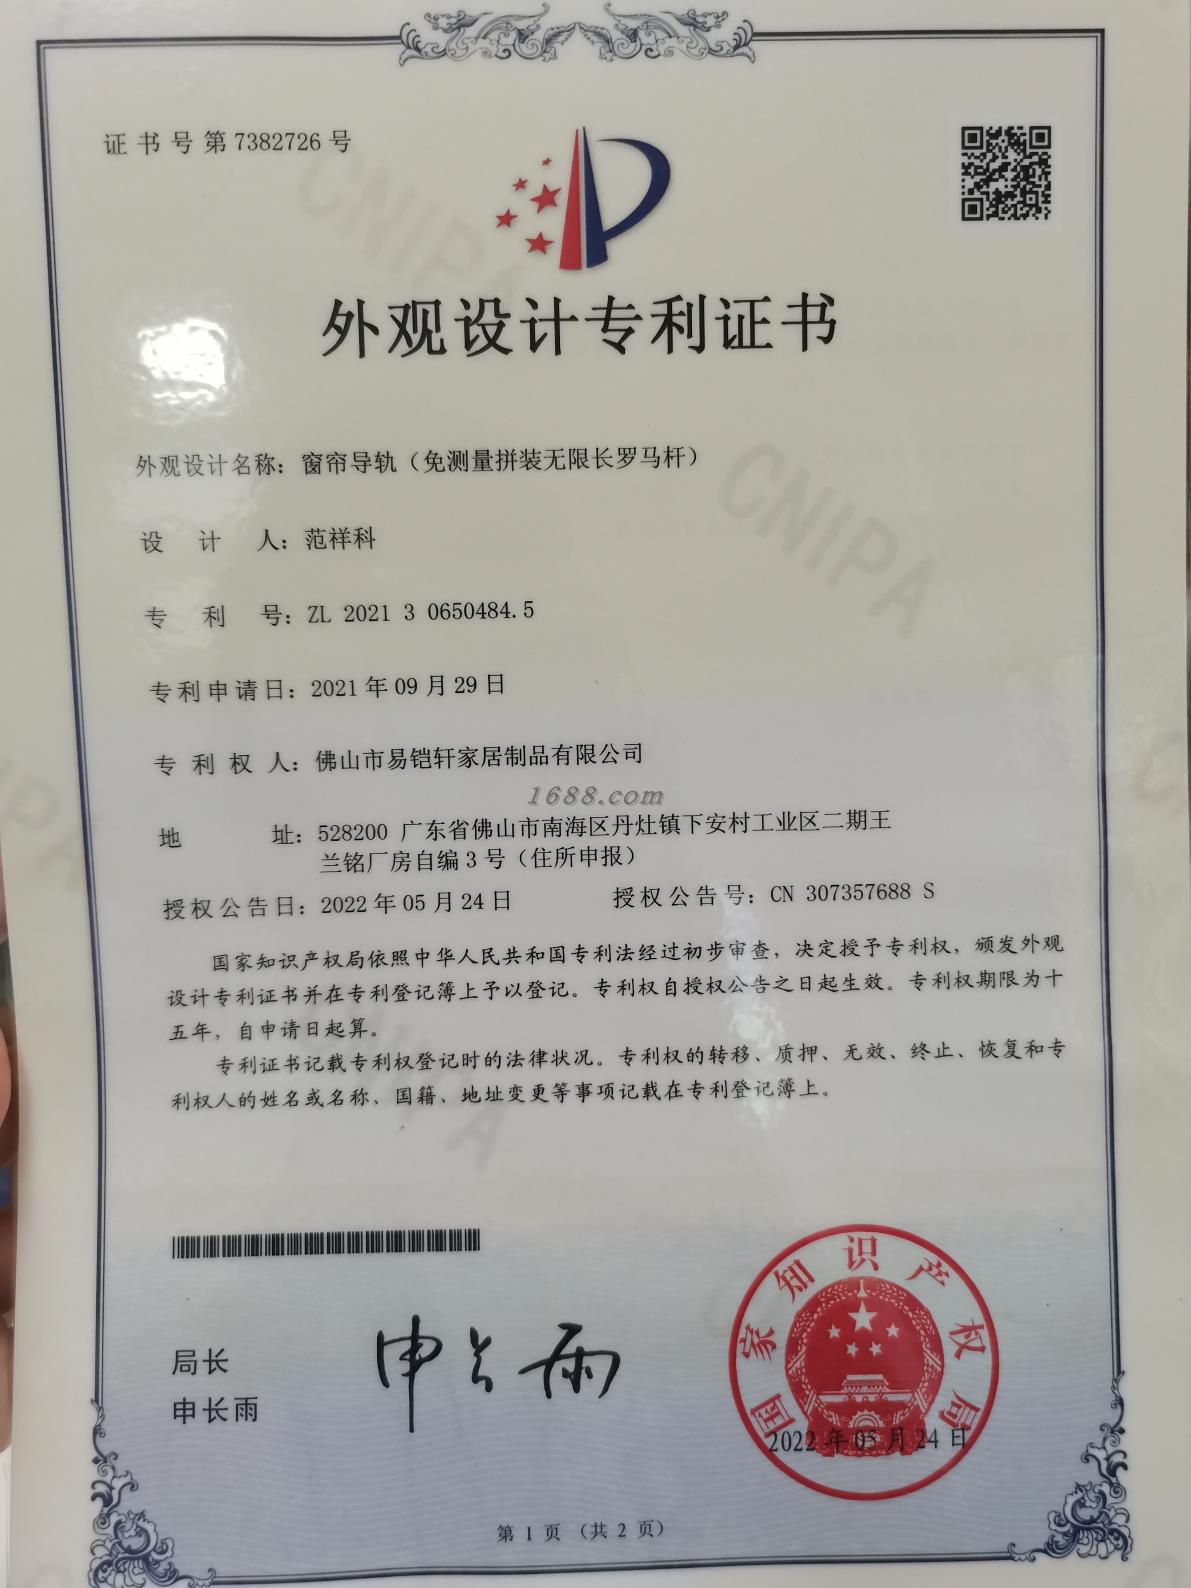 证书号第7382726号
外观设计专利证书
外观设计名称：窗帘导轨（免测量拼装无限长罗马杆）
设计人：范祥科
专利号：ZL 2021 3 0650484.5
专利申请日：2021年09月29日
专利权人：佛山市易铠轩家居制品有限公司
1688.com
地址：528200 广东省佛山市南海区丹灶镇下安村工业区二期王
兰铭厂房自编3号（住所申报）
授权公告日：2022年05月24日 授权公告号：CN 307357688 S
国家知识产权局依照中华人民共和国专利法经过初步审查，决定授予专利权，颁发外观
设计专利证书并在专利登记簿上予以登记。专利权自授权公告之日起生效。专利权期限为十
五年，自申请日起算。
专利证书记载专利权登记时的法律状况。专利权的转移、质押、无效、终止、恢复和专
利权人的姓名或名称、国籍、地址变更等事项记载在专利登记簿上。
局长
申长雨
申长雨
国家知识产权局
2022年05月24日
第1页（共2页）
CNIPA
CNIPA
CNIPA